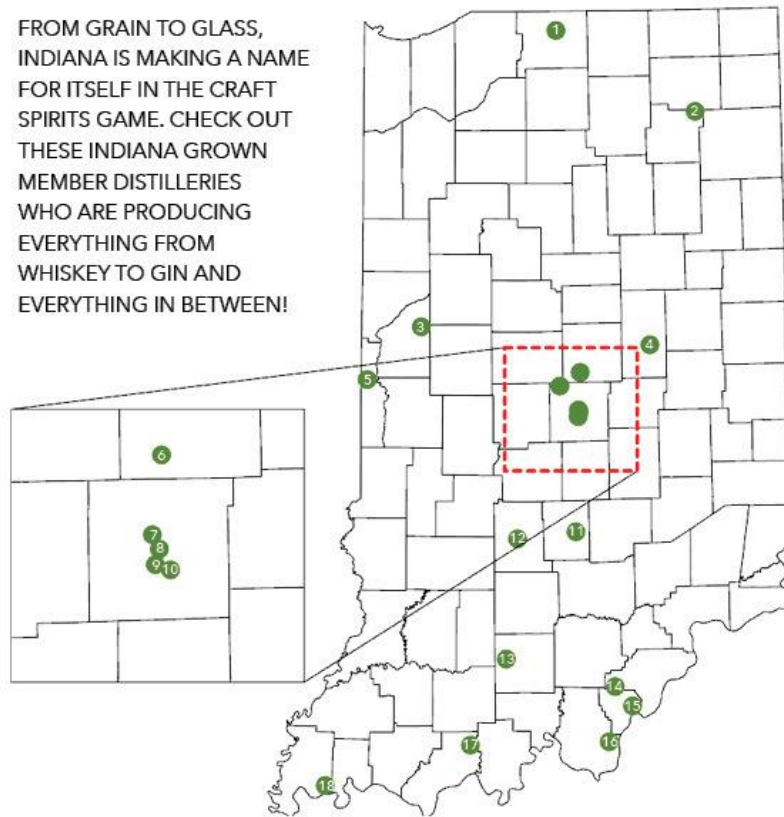 FROM GRAIN TO GLASS,
INDIANA IS MAKING A NAME
FOR ITSELF IN THE CRAFT
SPIRITS GAME. CHECK OUT
THESE INDIANA GROWN
MEMBER DISTILLERIES
WHO ARE PRODUCING
EVERYTHING FROM
WHISKEY TO GIN AND
EVERYTHING IN BETWEEN!
1
2
3
4
5
6
7
8
9
10
11
12
13
14
15
16
17
18